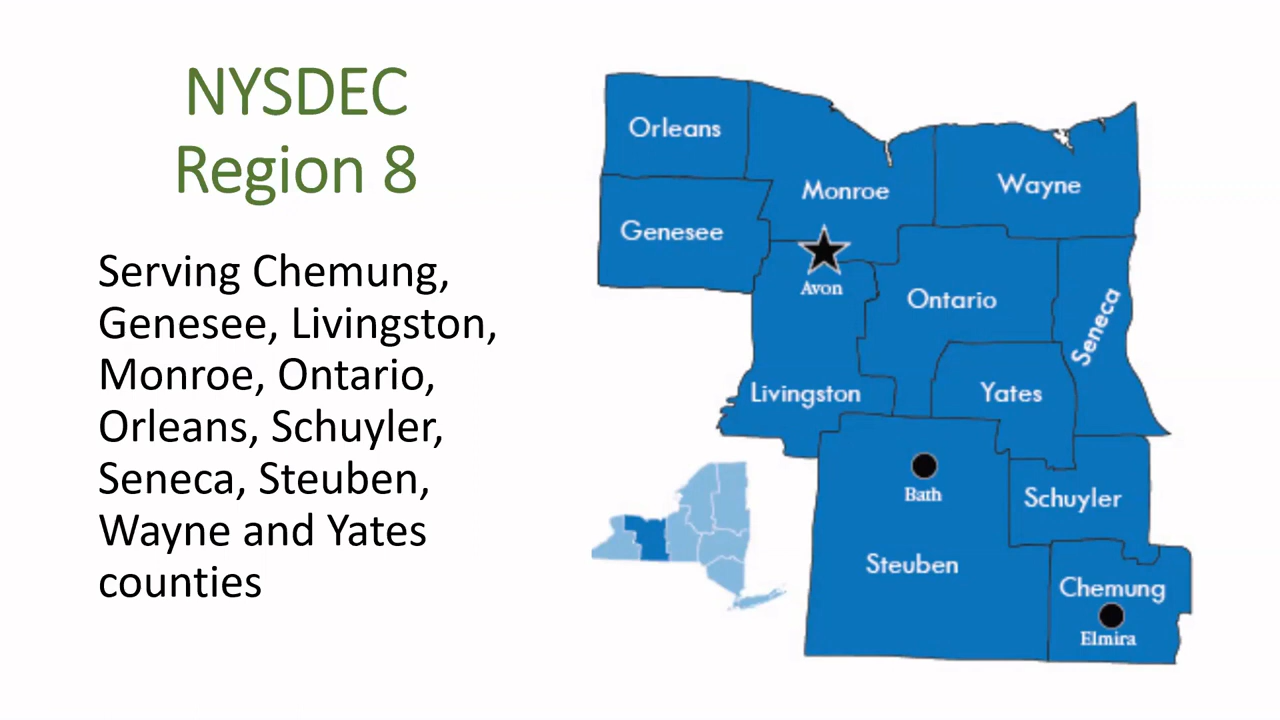 NYSDEC
Region 8
Serving Chemung,
Genesee, Livingston,
Monroe, Ontario,
Orleans, Schuyler,
Seneca, Steuben,
Wayne and Yates
counties
Orleans
Monroe
Wayne
Genesee
Avon
Ontario
Seneca
Livingston
Yates
Bath
Schuyler
Steuben
Chemung
Elmira